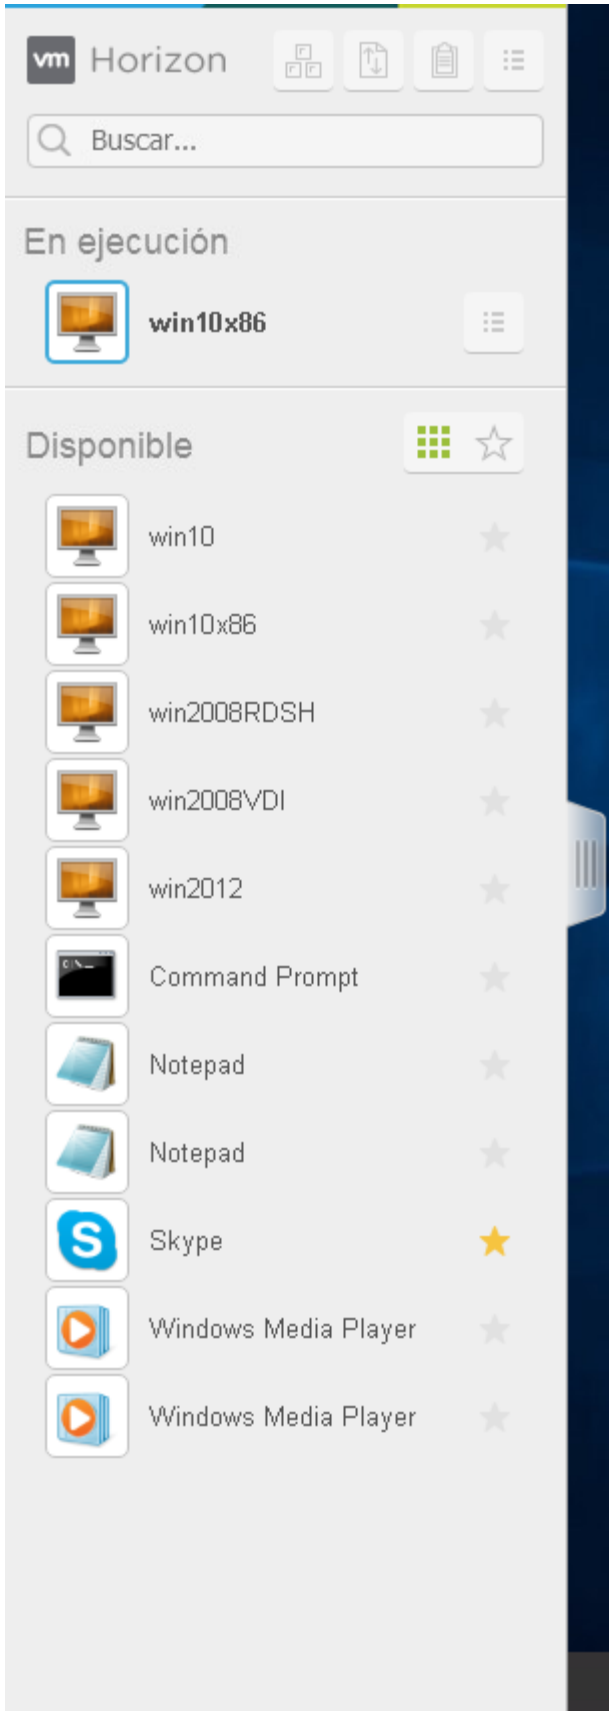 vm Horizon
Buscar...
En ejecución
win10x86
Disponible
win10
win10x86
win2008RDSH
win2008VDI
win2012
C:\_
Command Prompt
Notepad
Notepad
Skype
Windows Media Player
Windows Media Player